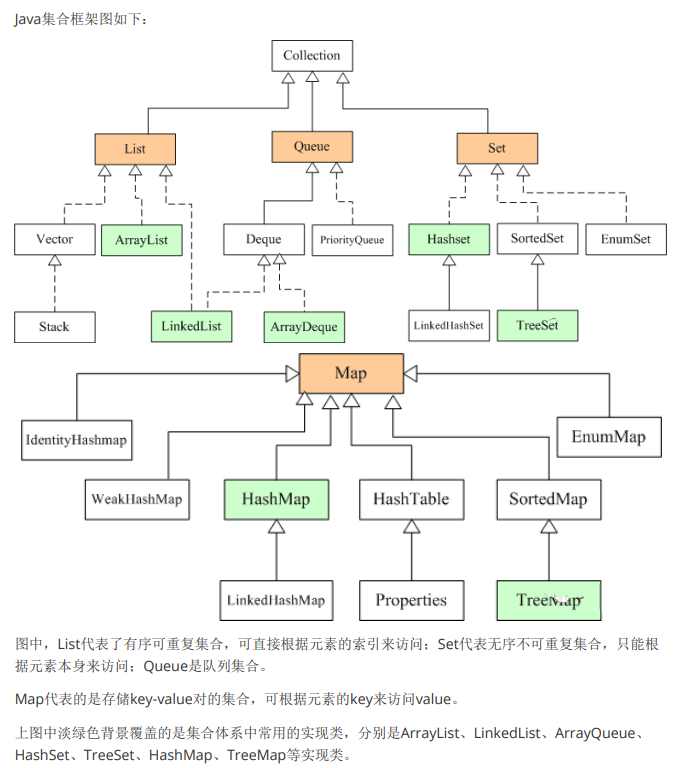 Java集合框架图如下：
Collection
List
Queue
Set
Vector
ArrayList
Deque
PriorityQueue
Hashset
SortedSet
EnumSet
Stack
LinkedList
ArrayDeque
LinkedHashSet
TreeSet
Map
IdentityHashmap
EnumMap
WeakHashMap
HashMap
HashTable
SortedMap
LinkedHashMap
Properties
TreeMap
图中，List代表了有序可重复集合，可直接根据元素的索引来访问；Set代表无序不可重复集合，只能根
据元素本身来访问；Queue是队列集合。
Map代表的是存储key-value对的集合，可根据元素的key来访问value。
上图中淡绿色背景覆盖的是集合体系中常用的实现类，分别是ArrayList、LinkedList、ArrayQueue、
HashSet、TreeSet、HashMap、TreeMap等实现类。